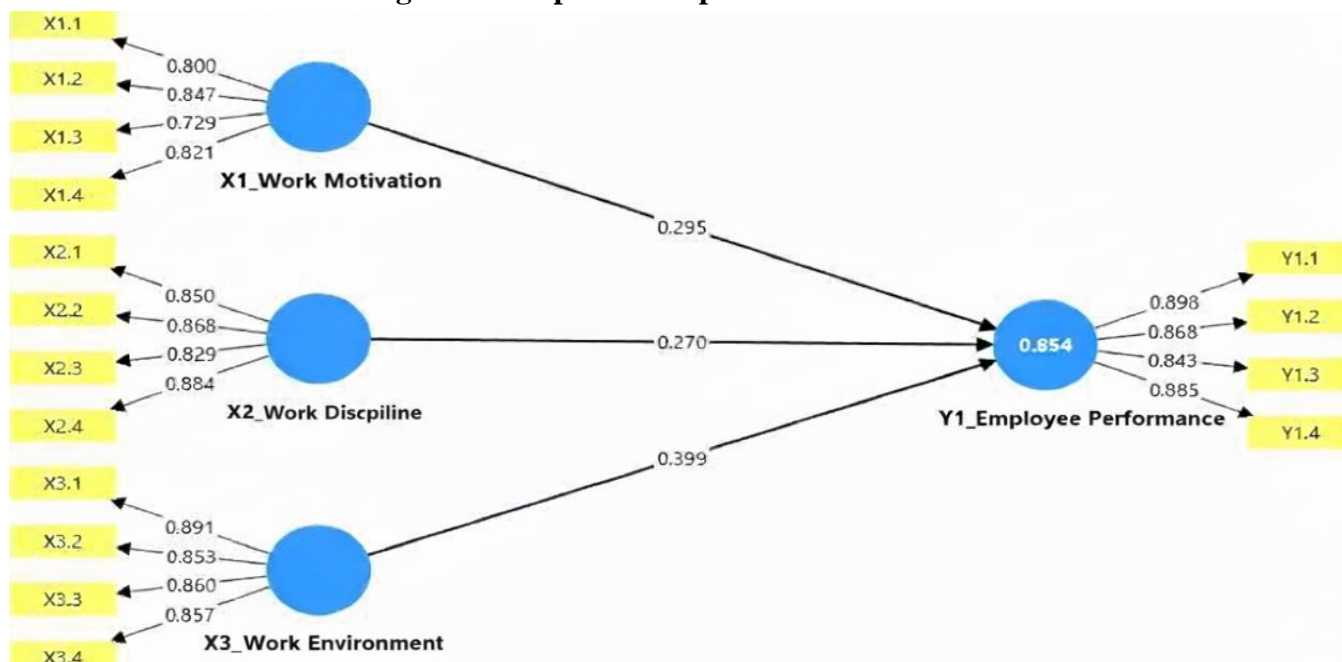 X1.1
0.800
X1.2
0.847
X1.3
0.729
0.821
X1.4
X1_Work Motivation
0.295
X2.1
0.850
X2.2
0.868
X2.3
0.829
0.884
X2.4
X2_Work Discpiline
0.270
X3.1
0.891
X3.2
0.853
X3.3
0.860
0.857
X3.4
X3_Work Environment
0.399
0.854
Y1_Employee Performance
Y1.1
0.898
Y1.2
0.868
Y1.3
0.843
0.885
Y1.4